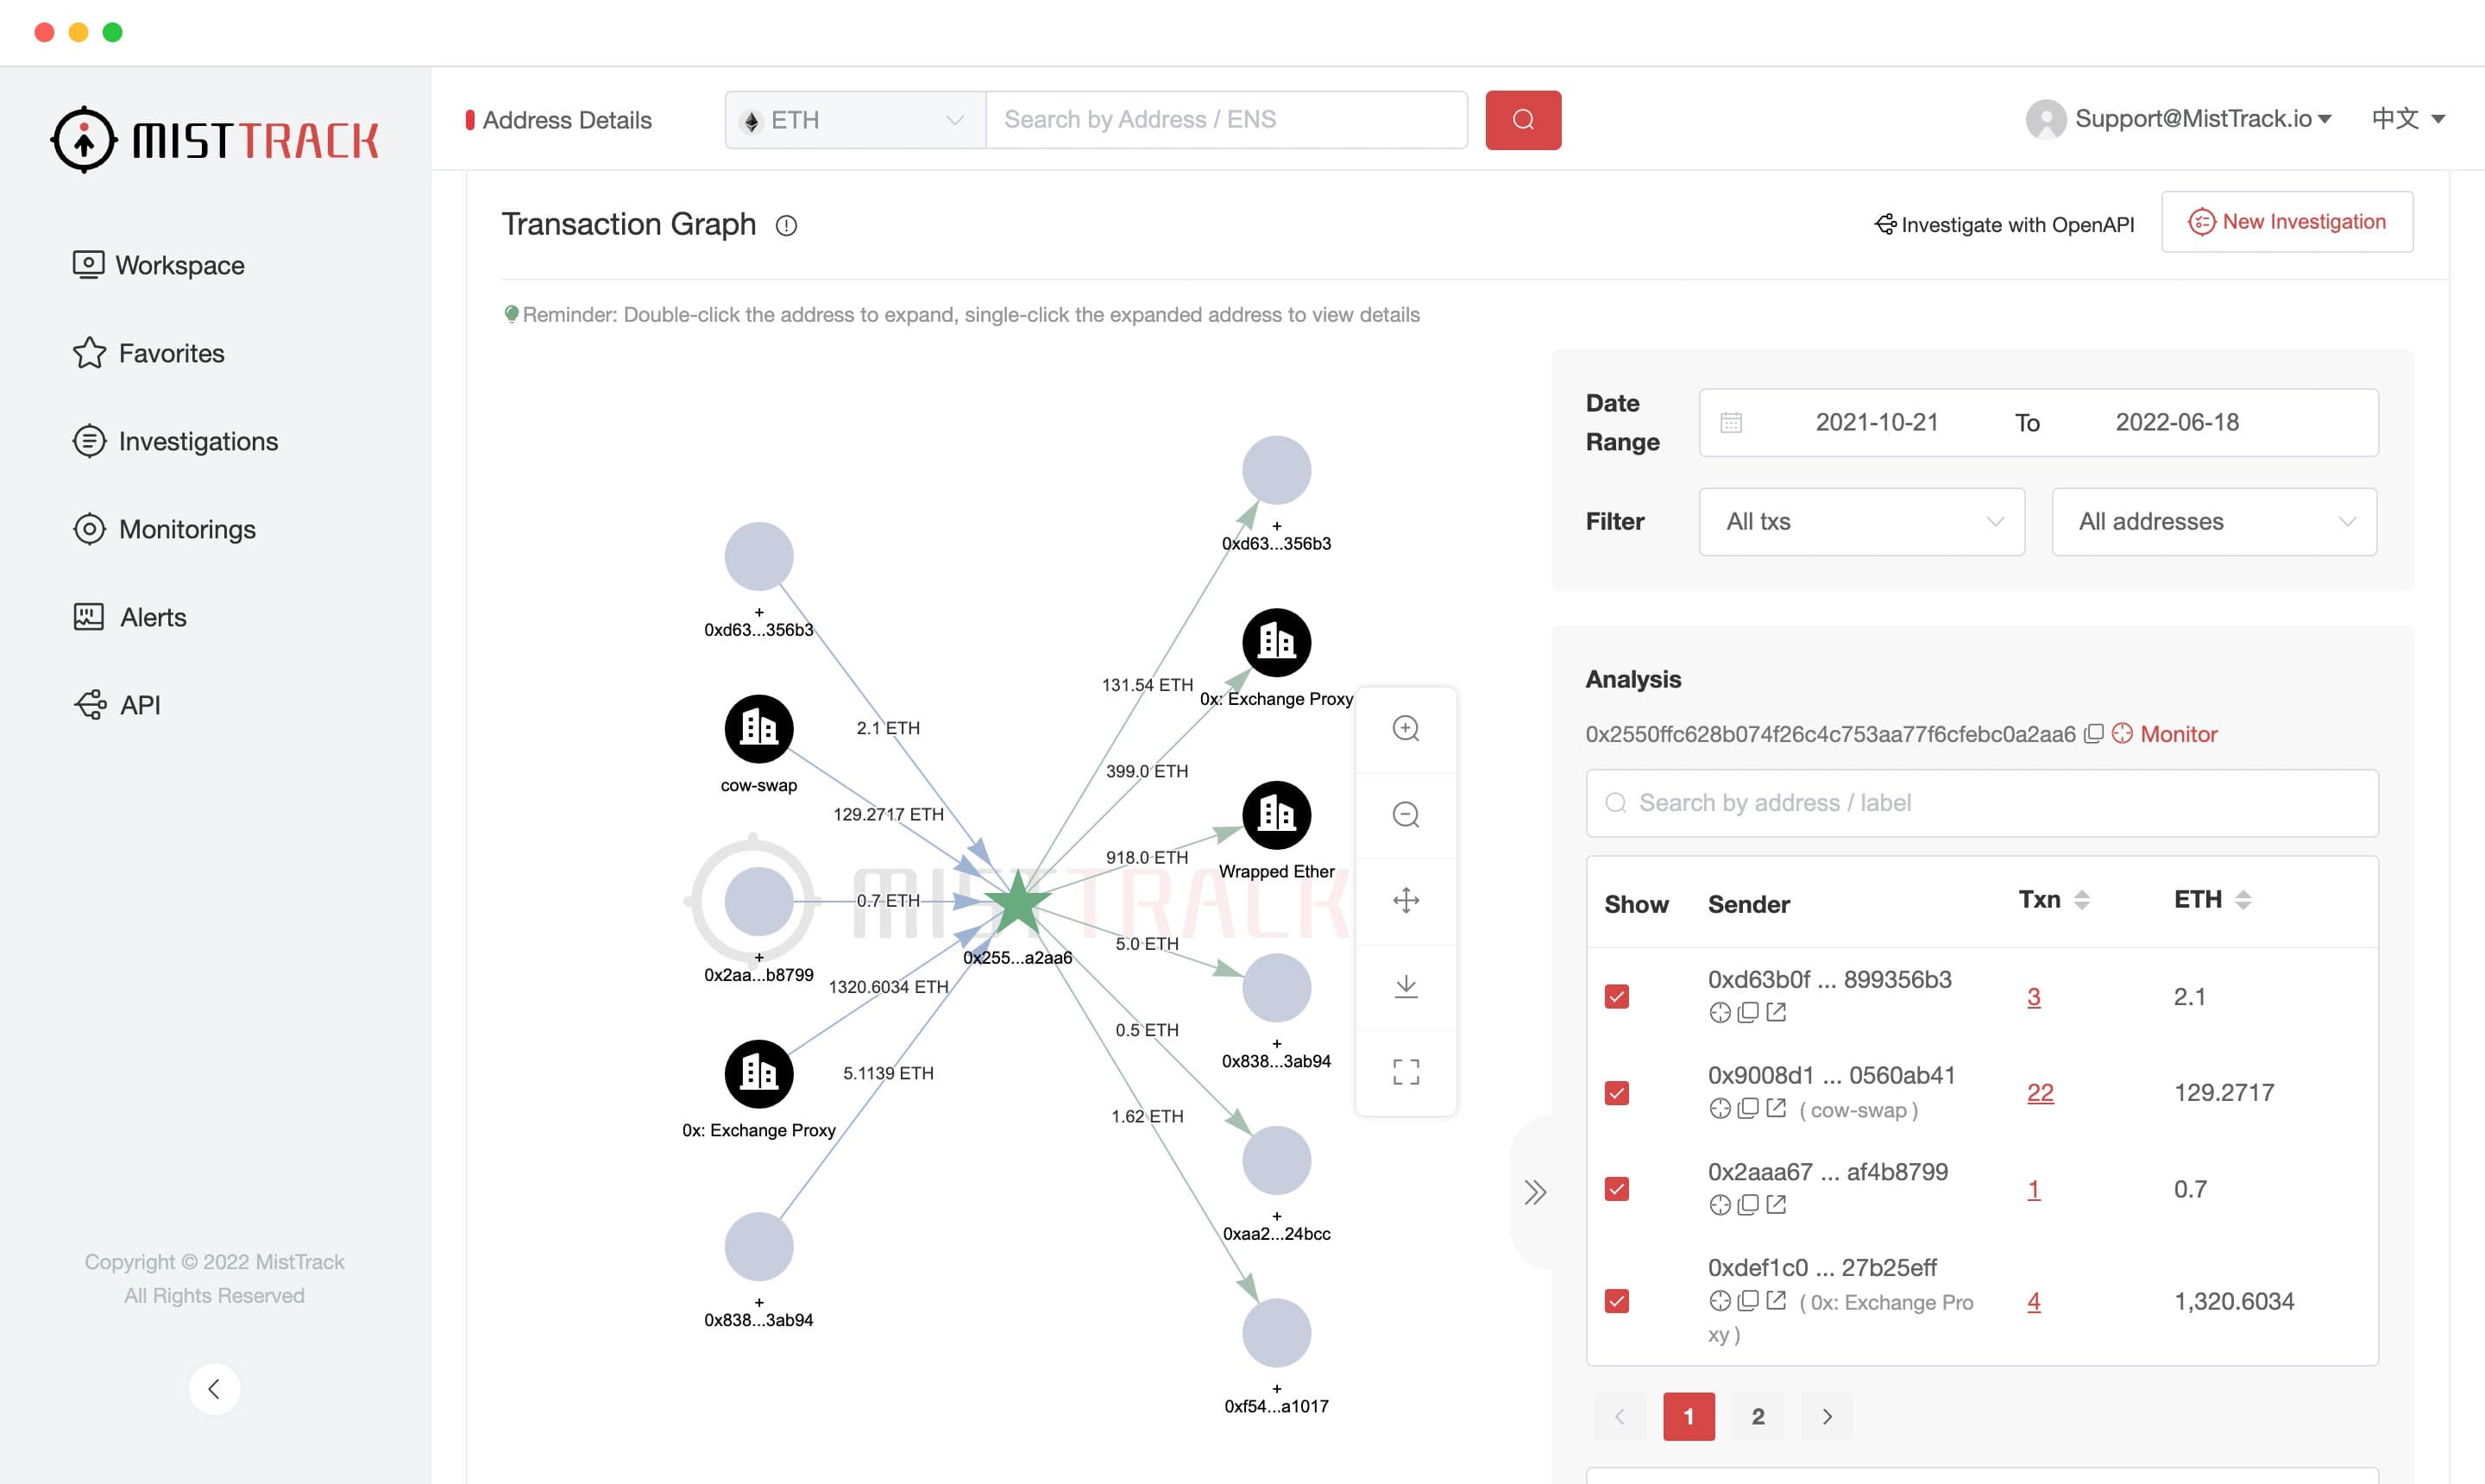 MISTTRACK
Workspace
Favorites
Investigations
Monitorings
Alerts
API
Copyright © 2022 MistTrack
All Rights Reserved
Address Details
ETH
Search by Address / ENS
Support@MistTrack.io
中文
Transaction Graph
Investigate with OpenAPI
New Investigation
Reminder: Double-click the address to expand, single-click the expanded address to view details
+
0xd63...356b3
cow-swap
+
0x2aa...b8799
0x: Exchange Proxy
+
0x838...3ab94
2.1 ETH
129.2717 ETH
0.7 ETH
1320.6034 ETH
5.1139 ETH
MISTTRACK
0x255...a2aa6
131.54 ETH
399.0 ETH
918.0 ETH
5.0 ETH
0.5 ETH
1.62 ETH
+
0xd63...356b3
0x: Exchange Proxy
Wrapped Ether
+
0x838...3ab94
+
0xaa2...24bcc
+
0xf54...a1017
Date
Range
2021-10-21 To 2022-06-18
Filter
All txs
All addresses
Analysis
0x2550ffc628b074f26c4c753aa77f6cfebc0a2aa6 Monitor
Search by address / label
Show Sender Txn ETH
0xd63b0f ... 899356b3 3 2.1
0x9008d1 ... 0560ab41 22 129.2717
( cow-swap )
0x2aaa67 ... af4b8799 1 0.7
0xdef1c0 ... 27b25eff 4 1,320.6034
( 0x: Exchange Pro
xy )
1 2